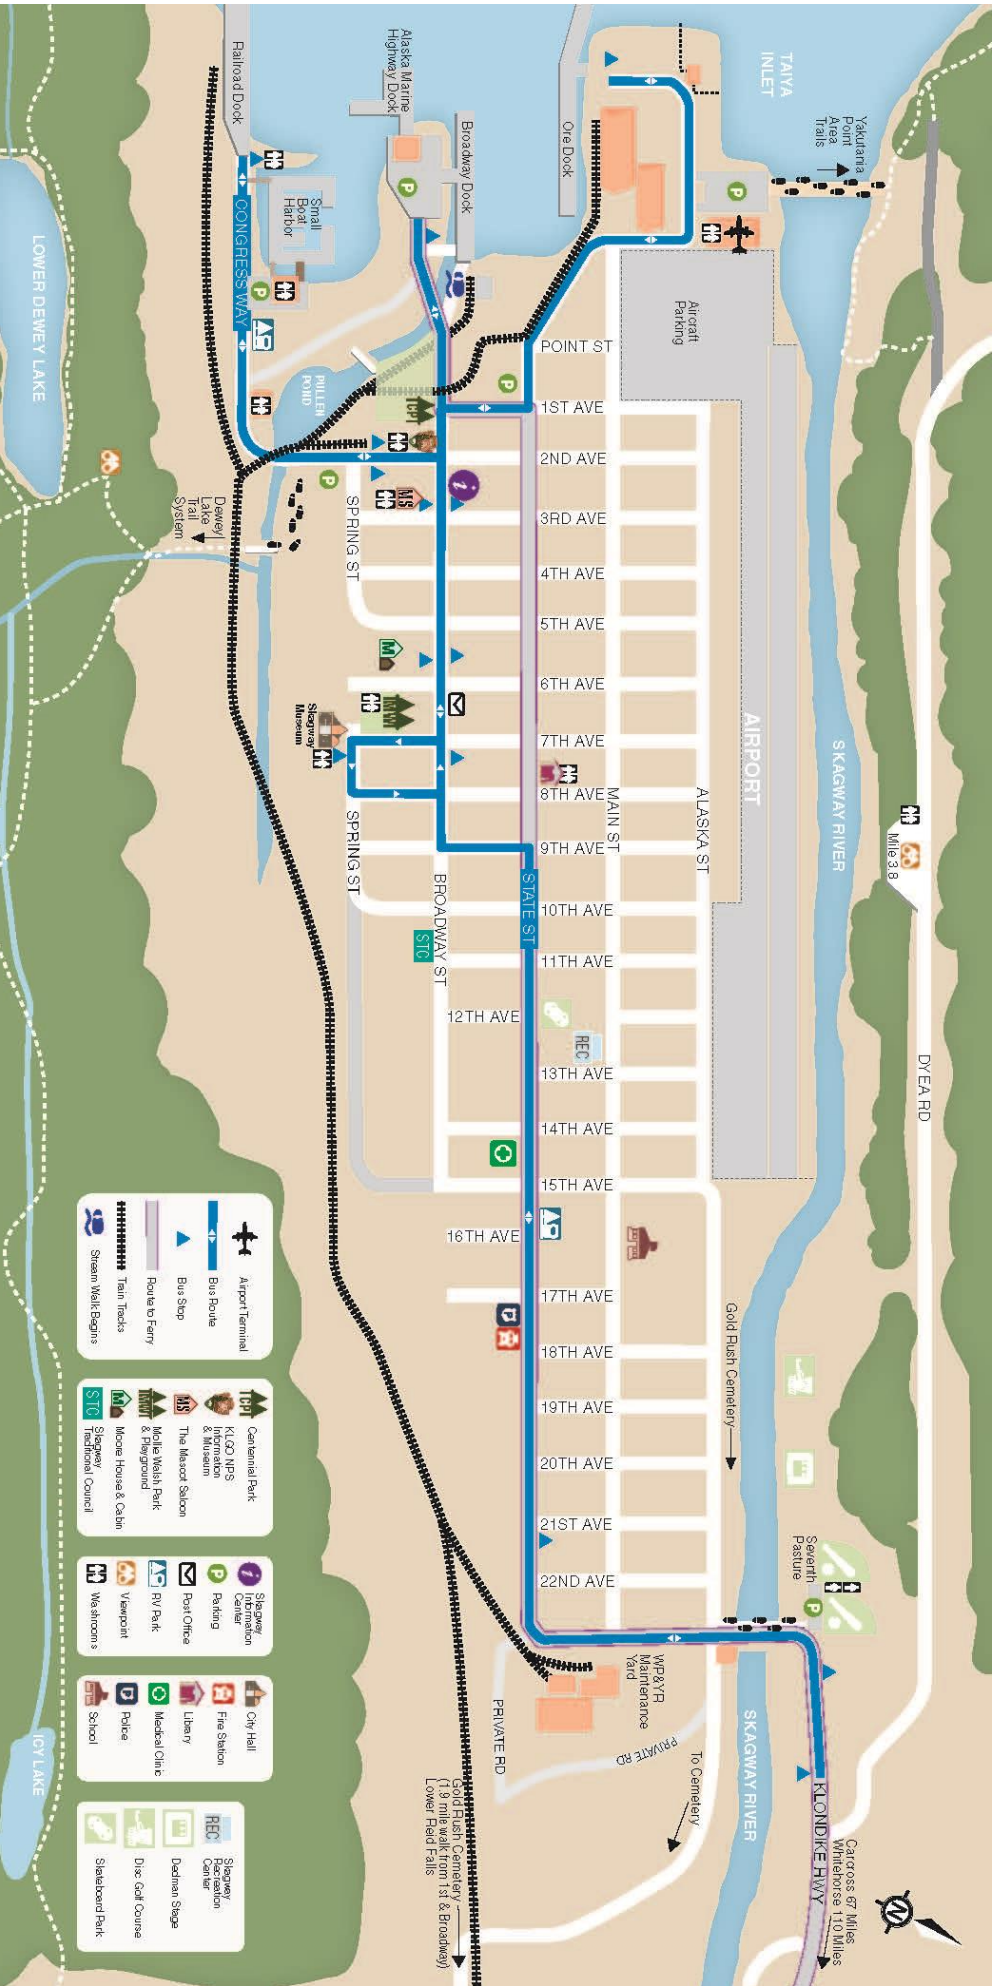 TAIYA
INLET
Yakutania
Point
Area
Trails
Ore Dock
Broadway Dock
Alaska Marine
Highway Dock
Railroad Dock
Small
Boat
Harbor
CONGRESS WAY
LOWER DEWEY LAKE
PULLEN
POND
Aircraft
Parking
POINT ST
1ST AVE
2ND AVE
3RD AVE
4TH AVE
5TH AVE
6TH AVE
7TH AVE
8TH AVE
9TH AVE
10TH AVE
11TH AVE
12TH AVE
13TH AVE
14TH AVE
15TH AVE
16TH AVE
17TH AVE
18TH AVE
19TH AVE
20TH AVE
21ST AVE
22ND AVE
TCPT
i
MS
M
MWP
P
P
P
P
P
P
SPRING ST
SPRING ST
BROADWAY ST
STATE ST
MAIN ST
ALASKA ST
AIRPORT
SKAGWAY RIVER
SKAGWAY RIVER
DYEA RD
Mile 3.8
Dewey
Lake
Trail
System
Skagway
Museum
STC
REC
Gold Rush Cemetery
Seventh
Pasture
WP&YR
Maintenance
Yard
PRIVATE RD
PRIVATE RD
To Cemetery
KLONDIKE HWY
Carcross 67 Miles
Whitehorse 110 Miles
Gold Rush Cemetery
(1.9 mile walk from 1st & Broadway)
Lower Reid Falls
ICY LAKE
N
Airport Terminal
Bus Route
Bus Stop
Route to Ferry
Train Tracks
Stream Walk Begins
TCPT
Centennial Park
KLGO NPS
Information
& Museum
MS
The Mascot Saloon
MWP
Mollie Walsh Park
& Playground
M
Moore House & Cabin
STC
Skagway
Traditional Council
i
Skagway
Information
Center
P
Parking
Post Office
RV Park
Viewpoint
Washrooms
City Hall
Fire Station
Library
Medical Clinic
P
Police
School
REC
Skagway
Recreation
Center
Dedman Stage
Disc Golf Course
Skateboard Park